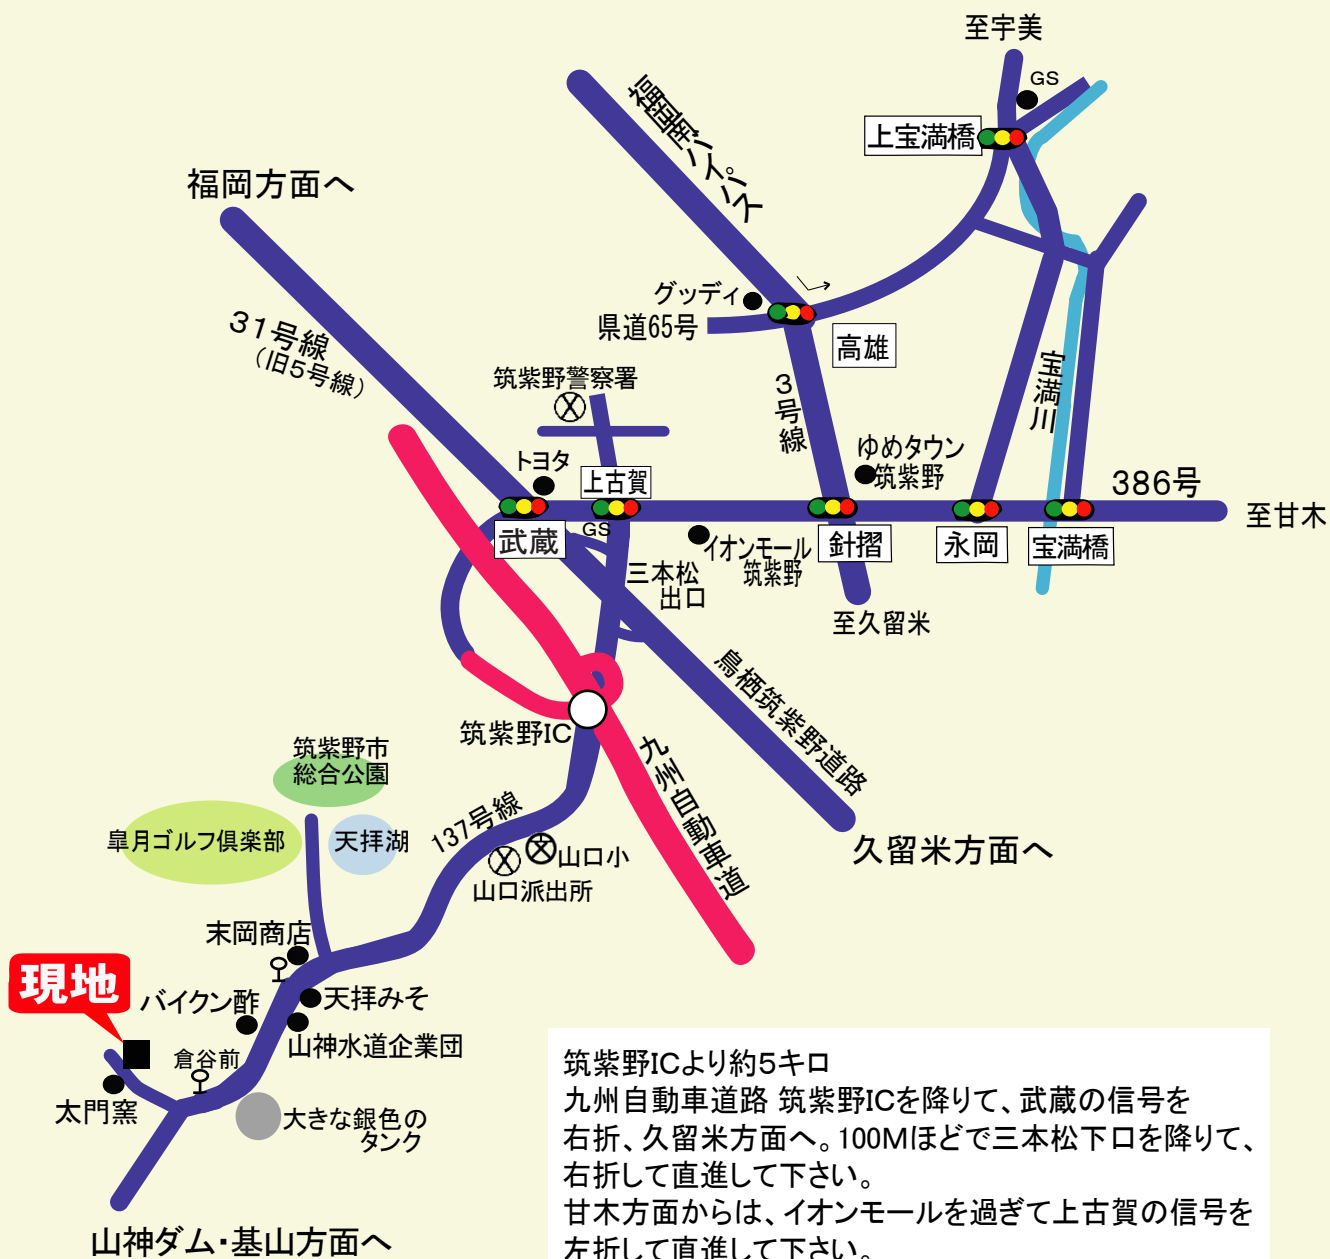 至宇美
GS
上宝満橋
福岡南バイパス
福岡方面へ
グッディ
県道65号
高雄
31号線
(旧5号線)
筑紫野警察署
3号線
宝満川
トヨタ
上古賀
ゆめタウン
筑紫野
386号
至甘木
武蔵
GS
イオンモール
筑紫野
針摺
永岡
宝満橋
三本松
出口
至久留米
鳥栖筑紫野道路
筑紫野IC
九州自動車道
筑紫野市
総合公園
皐月ゴルフ倶楽部
天拝湖
137号線
山口小
山口派出所
久留米方面へ
末岡商店
現地
バイクン酢
天拝みそ
山神水道企業団
倉谷前
太門窯
大きな銀色の
タンク
山神ダム・基山方面へ
筑紫野ICより約5キロ
九州自動車道路 筑紫野ICを降りて、武蔵の信号を
右折、久留米方面へ。100Mほどで三本松下口を降りて、
右折して直進して下さい。
甘木方面からは、イオンモールを過ぎて上古賀の信号を
左折して直進して下さい。